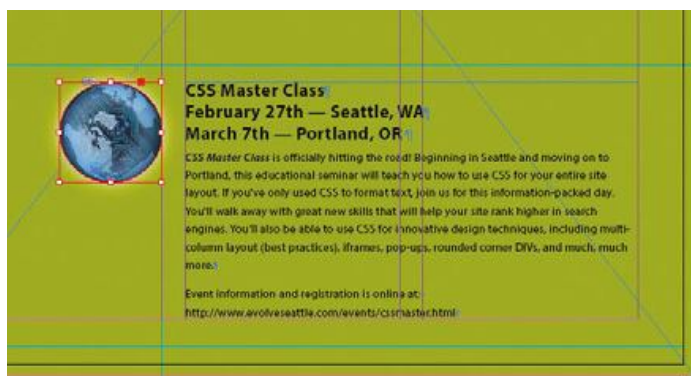 CSS Master Class
February 27th — Seattle, WA
March 7th — Portland, OR
CSS Master Class is officially hitting the road! Beginning in Seattle and moving on to
Portland, this educational seminar will teach you how to use CSS for your entire site
layout. If you've only used CSS to format text, join us for this information-packed day.
You'll walk away with great new skills that will help your site rank higher in search
engines. You'll also be able to use CSS for innovative design techniques, including multi-
column layout (best practices), iframes, pop-ups, rounded corner DIVs, and much, much
more.
Event information and registration is online at:
http://www.evolveseattle.com/events/cssmaster.html